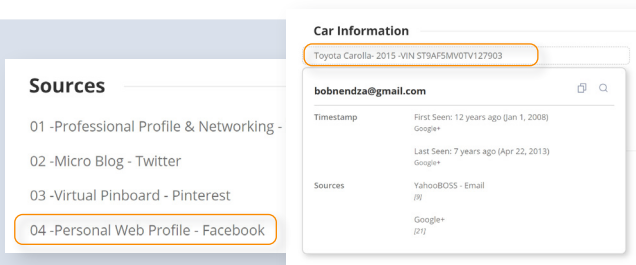 Sources
01 -Professional Profile & Networking -
02 -Micro Blog - Twitter
03 -Virtual Pinboard - Pinterest
04 -Personal Web Profile - Facebook
Car Information
Toyota Carolla- 2015 -VIN ST9AF5MV0TV127903
bobnendza@gmail.com
Timestamp
First Seen: 12 years ago (Jan 1, 2008)
Google+
Last Seen: 7 years ago (Apr 22, 2013)
Google+
Sources
YahooBOSS - Email
[9]
Google+
[21]